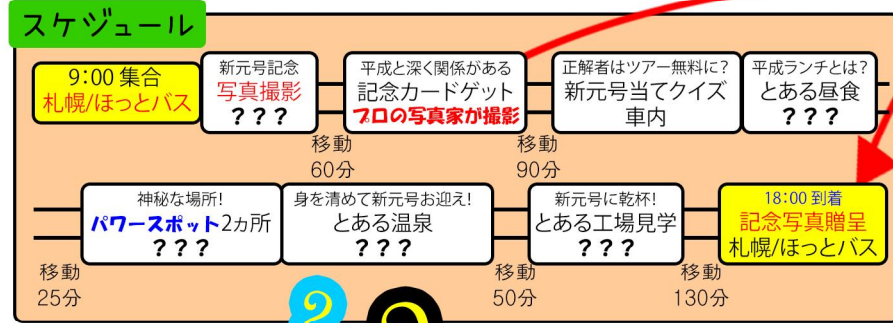 スケジュール
9:00 集合
札幌/ほっとバス
新元号記念
写真撮影
???
移動
60分
平成と深く関係がある
記念カードゲット
プロの写真家が撮影
移動
90分
正解者はツアー無料に?
新元号当てクイズ
車内
平成ランチとは?
とある昼食
???
移動
25分
神秘な場所!
パワースポット2ヵ所
???
身を清めて新元号お迎え!
とある温泉
???
移動
50分
新元号に乾杯!
とある工場見学
???
移動
130分
18:00 到着
記念写真贈呈
札幌/ほっとバス
?
?